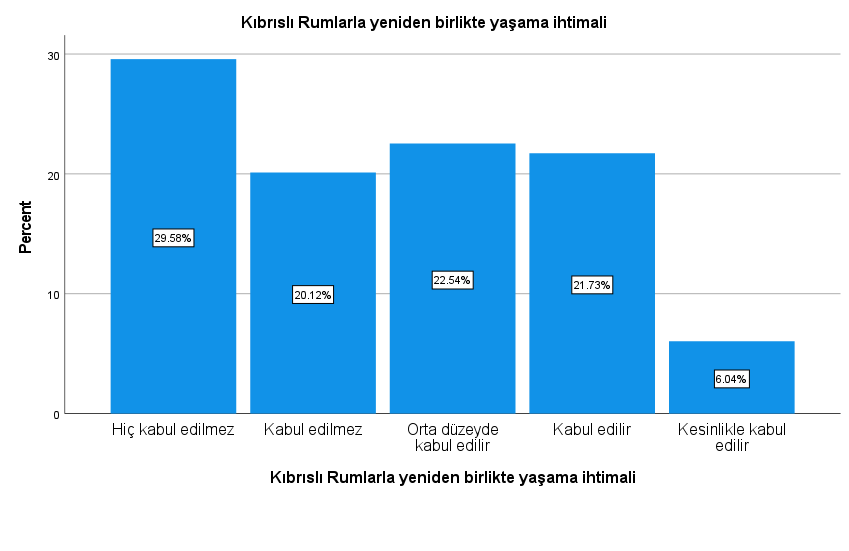 Kıbrıslı Rumlarla yeniden birlikte yaşama ihtimali
30
20
10
0
Percent
29.58%
20.12%
22.54%
21.73%
6.04%
Hiç kabul edilmez
Kabul edilmez
Orta düzeyde
kabul edilir
Kabul edilir
Kesinlikle kabul
edilir
Kıbrıslı Rumlarla yeniden birlikte yaşama ihtimali